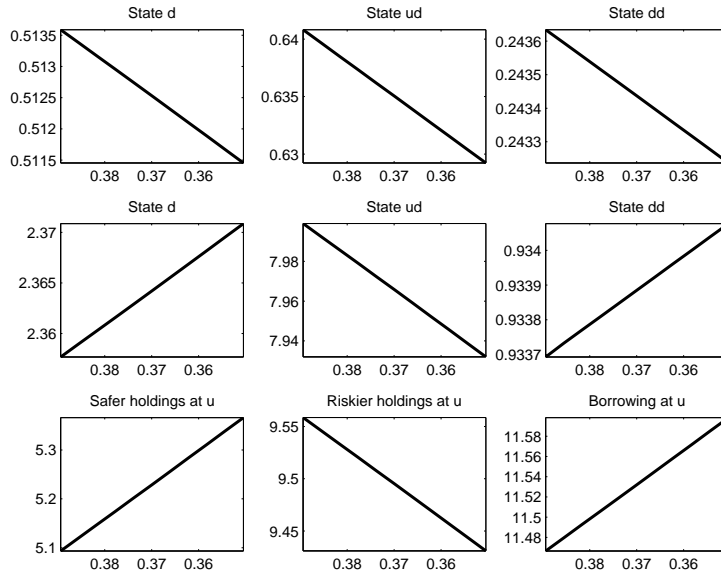 State d
State ud
State dd
0.5135
0.513
0.5125
0.512
0.5115
0.38 0.37 0.36
0.64
0.635
0.63
0.38 0.37 0.36
0.2436
0.2435
0.2434
0.2433
0.38 0.37 0.36
State d
State ud
State dd
2.37
2.365
2.36
0.38 0.37 0.36
7.98
7.96
7.94
0.38 0.37 0.36
0.934
0.9339
0.9338
0.9337
0.38 0.37 0.36
Safer holdings at u
Riskier holdings at u
Borrowing at u
5.3
5.2
5.1
0.38 0.37 0.36
9.55
9.5
9.45
0.38 0.37 0.36
11.58
11.56
11.54
11.52
11.5
11.48
0.38 0.37 0.36